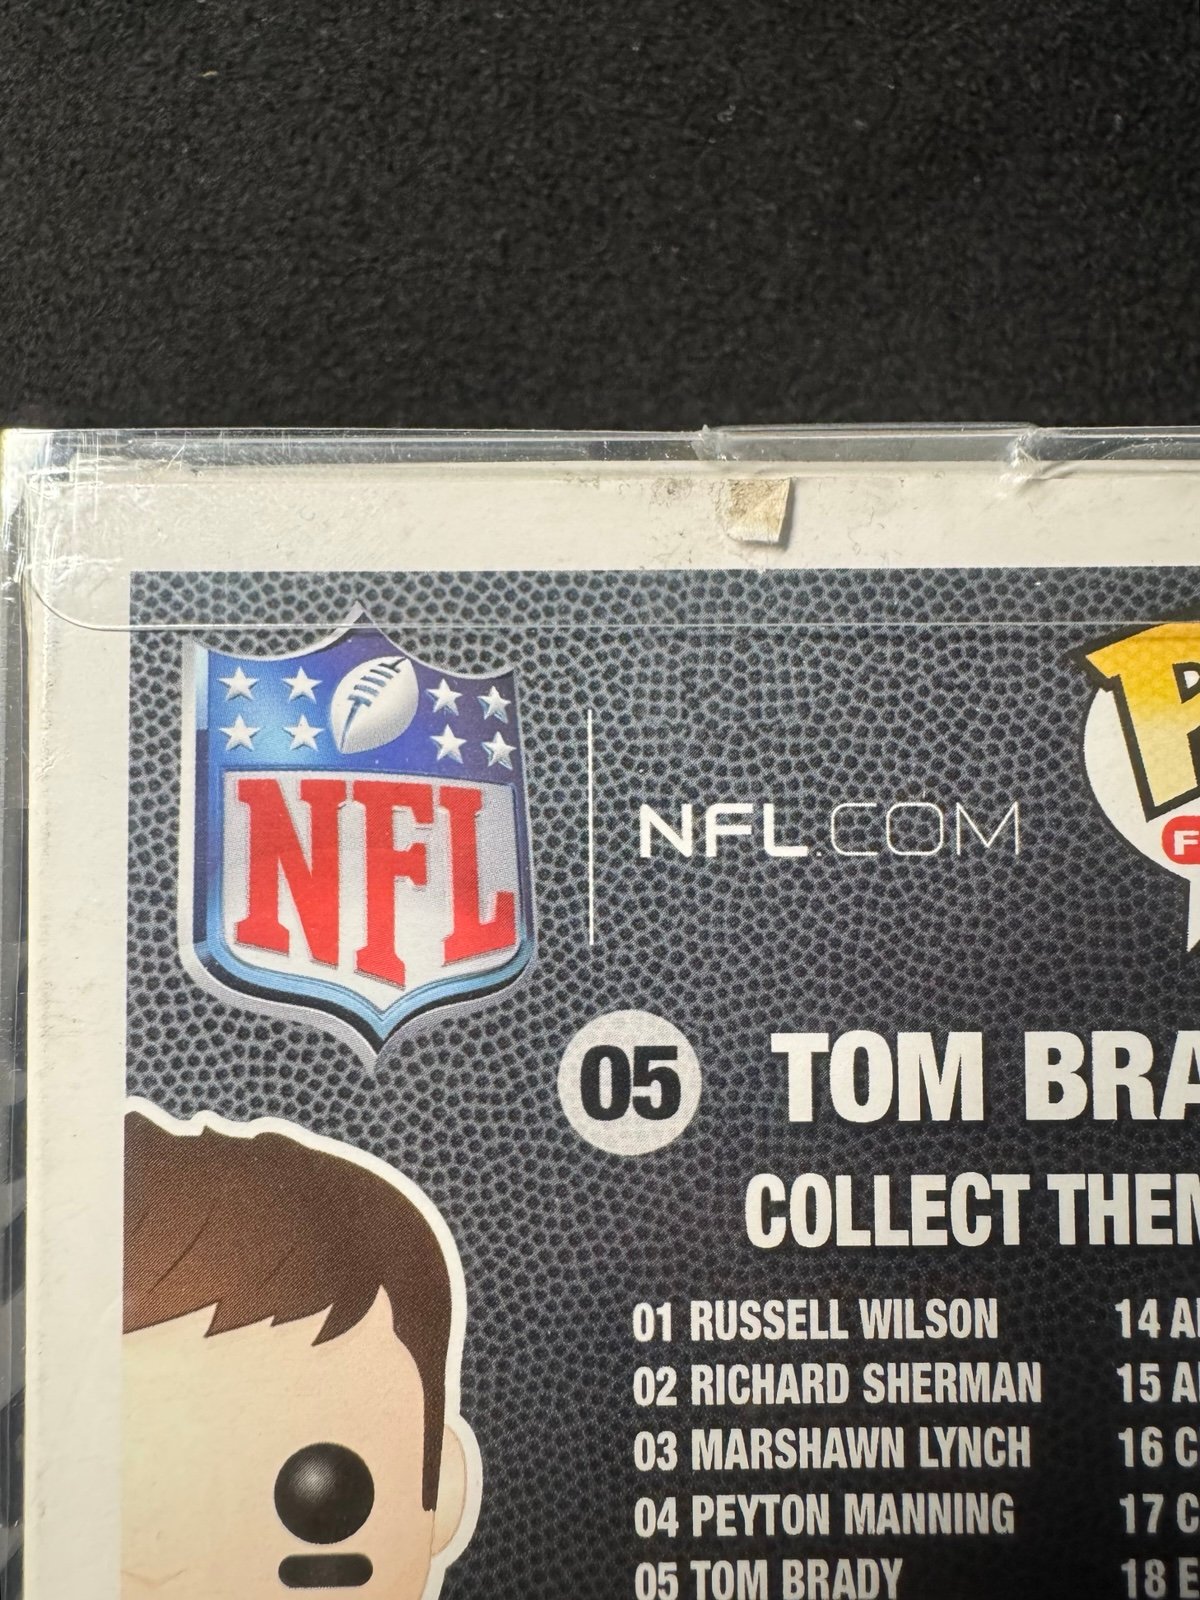 NFL
NFL.COM
05 TOM BRA
COLLECT THEM
01 RUSSELL WILSON
02 RICHARD SHERMAN
03 MARSHAWN LYNCH
04 PEYTON MANNING
05 TOM BRADY
14 A
15 A
16 C
17 C
18 E